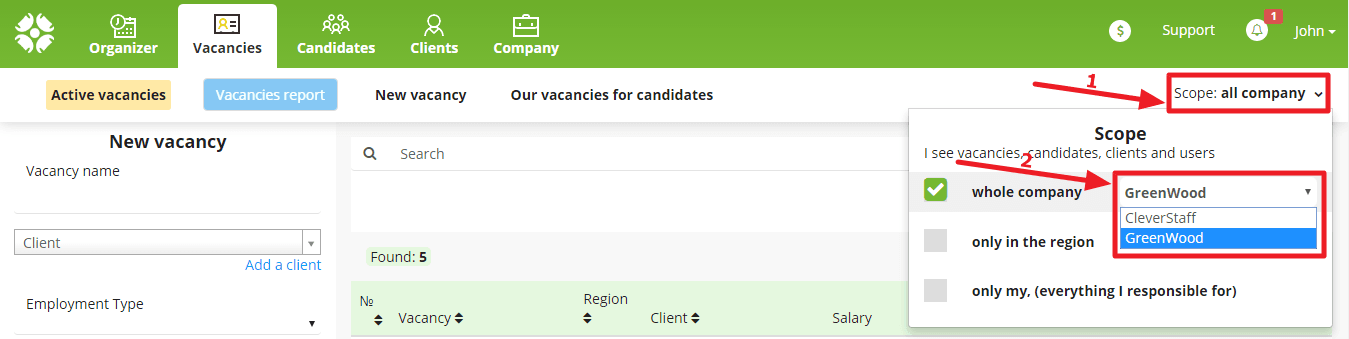 Organizer
Vacancies
Candidates
Clients
Company
$
Support
1
John
Active vacancies
Vacancies report
New vacancy
Our vacancies for candidates
1
Scope: all company
New vacancy
Vacancy name
Client
Add a client
Employment Type
Search
Found: 5
№
Vacancy
Region
Client
Salary
Scope
I see vacancies, candidates, clients and users
2
whole company
GreenWood
CleverStaff
GreenWood
only in the region
only my, (everything I responsible for)